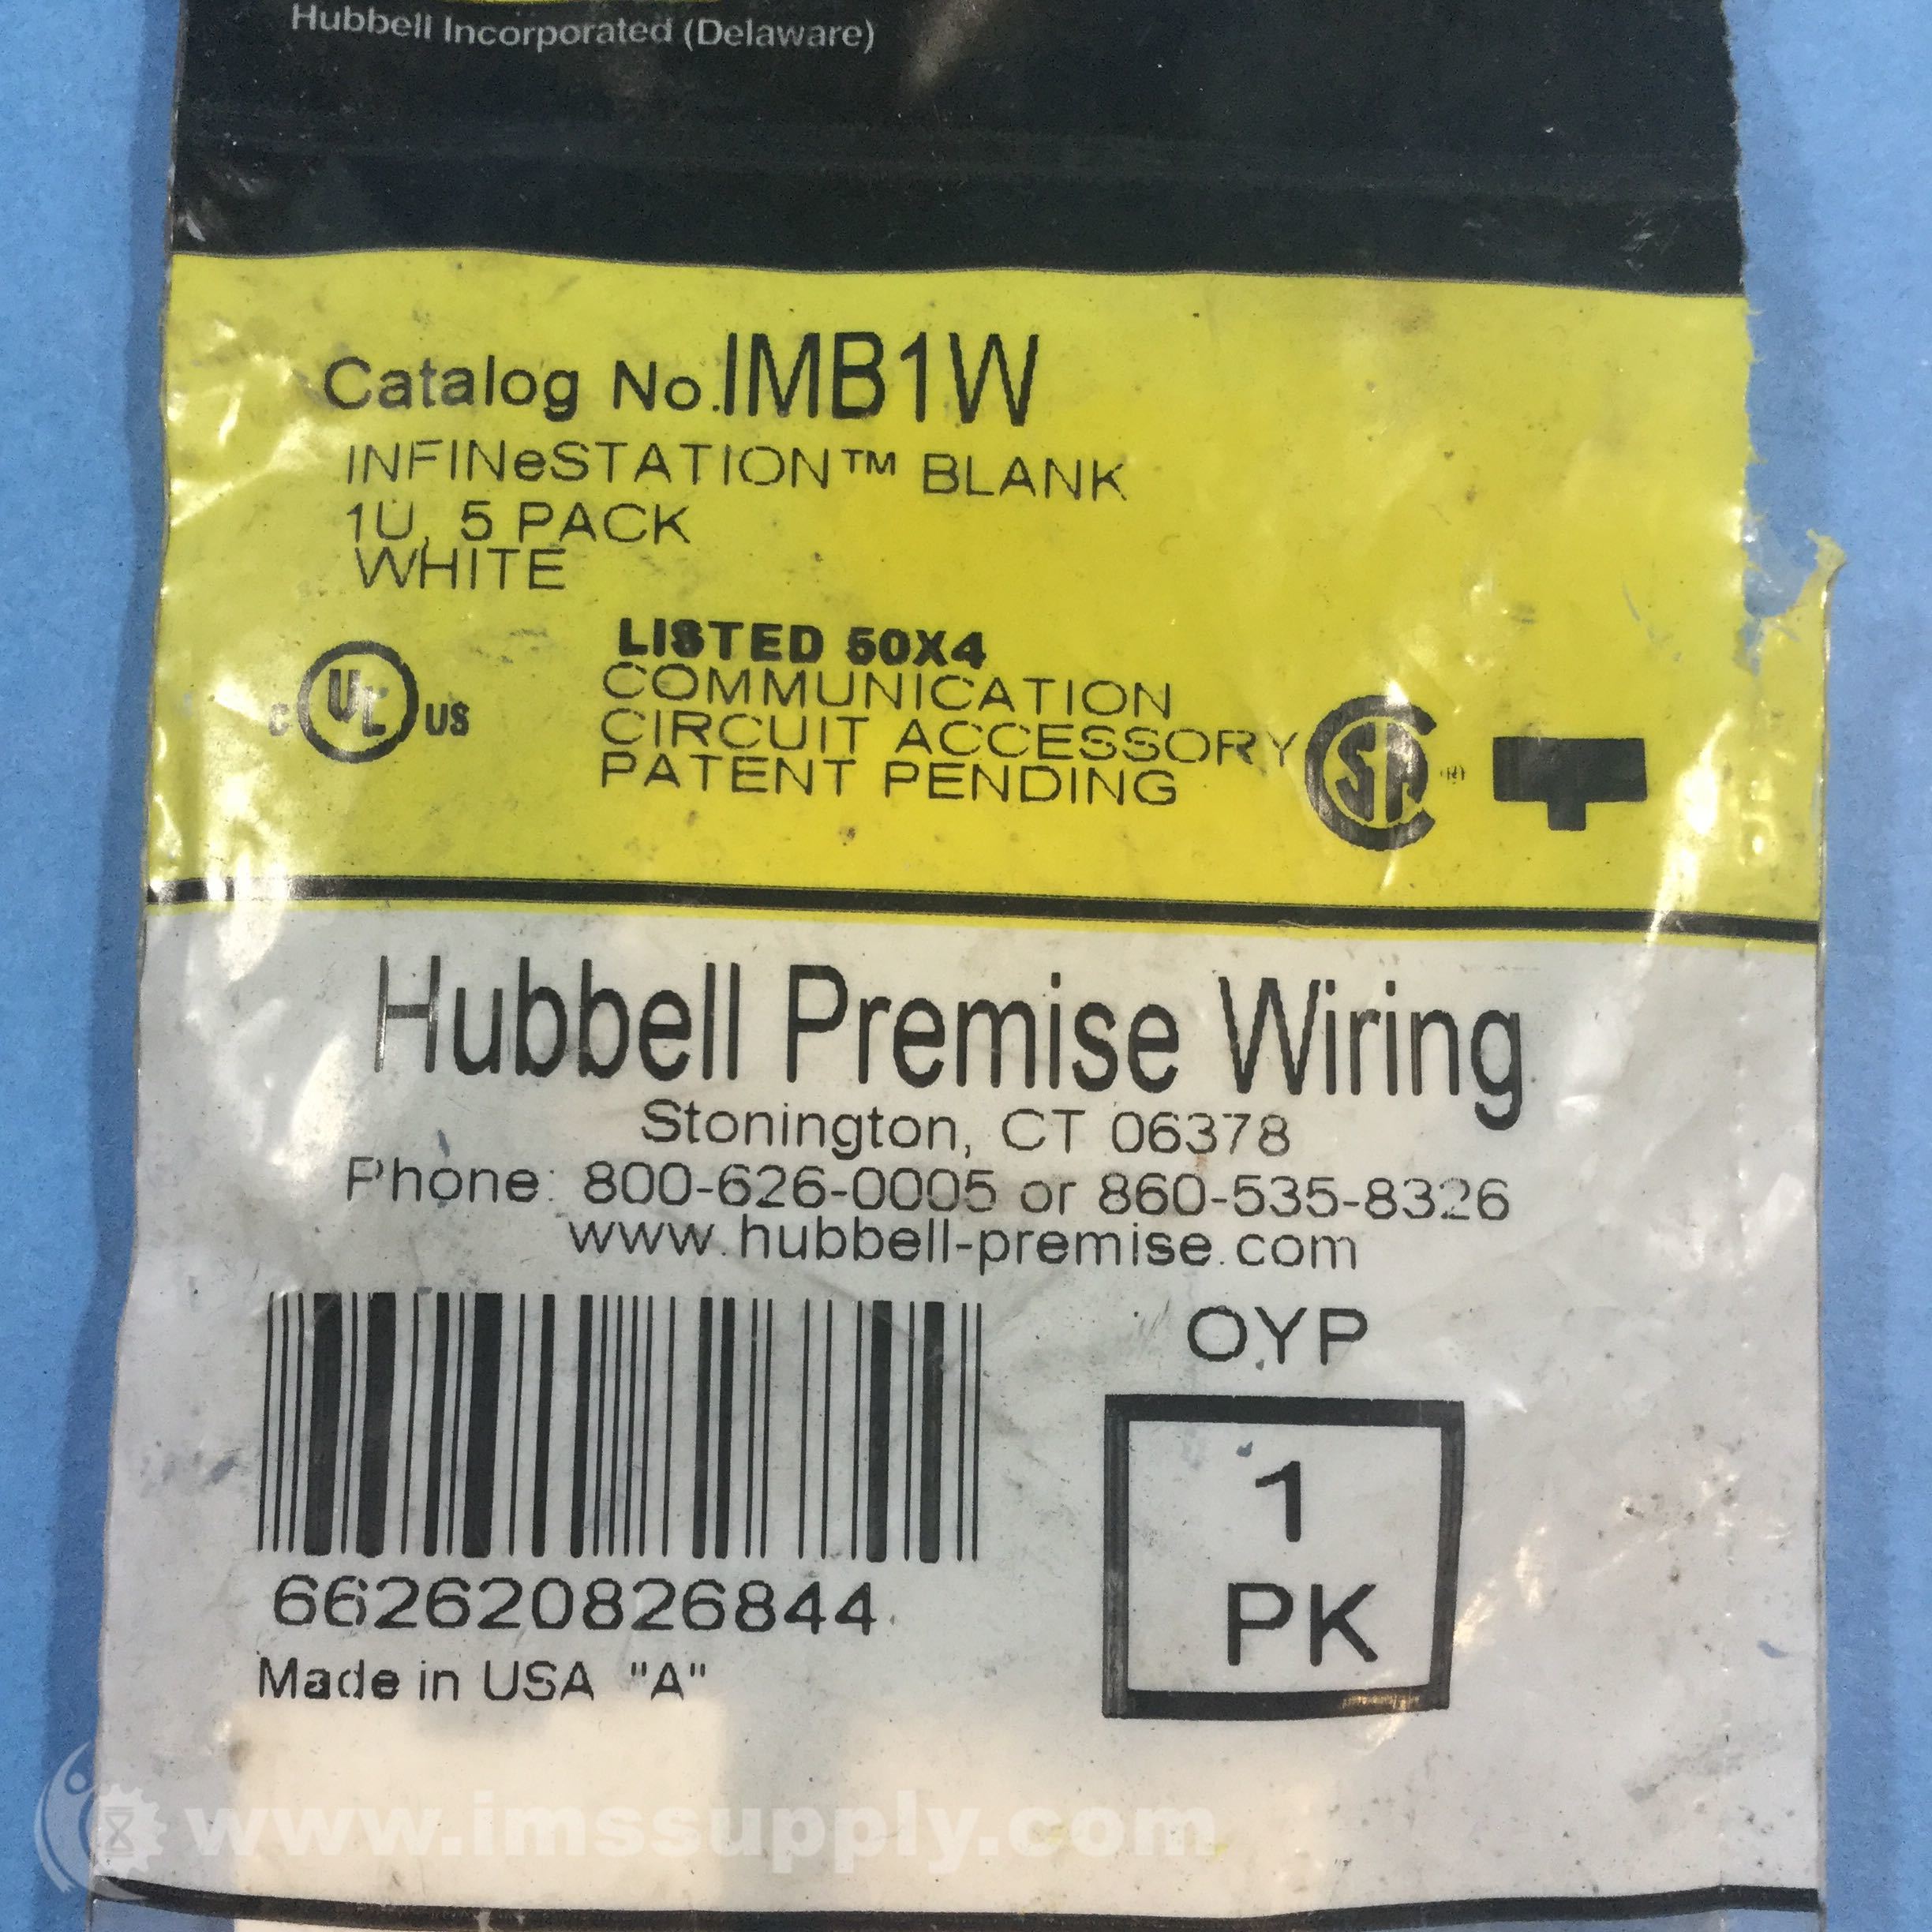 Hubbell Incorporated (Delaware)
Catalog No. IMB1W
INFINeSTATION™ BLANK
1U, 5 PACK
WHITE
LISTED 50X4
C UL US
COMMUNICATION
CIRCUIT ACCESSORY
PATENT PENDING
CSA ®
Hubbell Premise Wiring
Stonington, CT 06378
Phone: 800-626-0005 or 860-535-8326
www.hubbell-premise.com
OYP
1
PK
662620826844
Made in USA "A"
www.imssupply.com